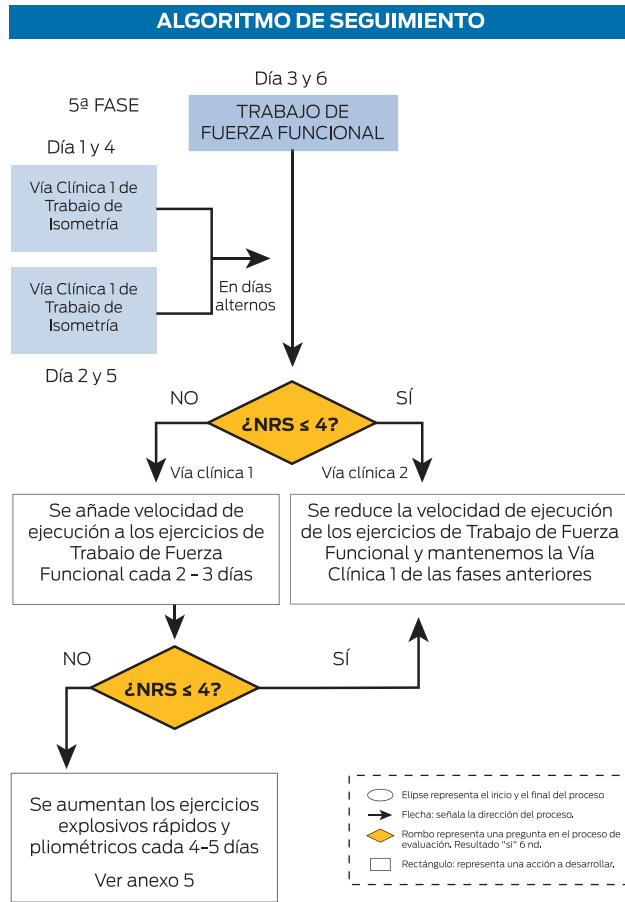 ALGORITMO DE SEGUIMIENTO
Día 3 y 6
5ª FASE
TRABAJO DE
FUERZA FUNCIONAL
Día 1 y 4
Vía Clínica 1 de
Trabaio de
Isometría
En días
alternos
Vía Clínica 1 de
Trabaio de
Isometría
Día 2 y 5
NO
SÍ
¿NRS ≤ 4?
Vía clínica 1
Vía clínica 2
Se añade velocidad de
ejecución a los ejercicios de
Trabaio de Fuerza
Funcional cada 2 - 3 días
Se reduce la velocidad de ejecución
de los ejercicios de Trabajo de Fuerza
Funcional y mantenemos la Vía
Clínica 1 de las fases anteriores
NO
SÍ
¿NRS ≤ 4?
Se aumentan los ejercicios
explosivos rápidos y
pliométricos cada 4-5 días
Ver anexo 5
Elipse representa el iricio y el final del proceso
Flecha: señala la dirección del proceso.
Rombo representa una pregunta en el proceso de
evaluación. Resultado "si" 6 nd.
Rectángulo: representa una acción a desarrollar.